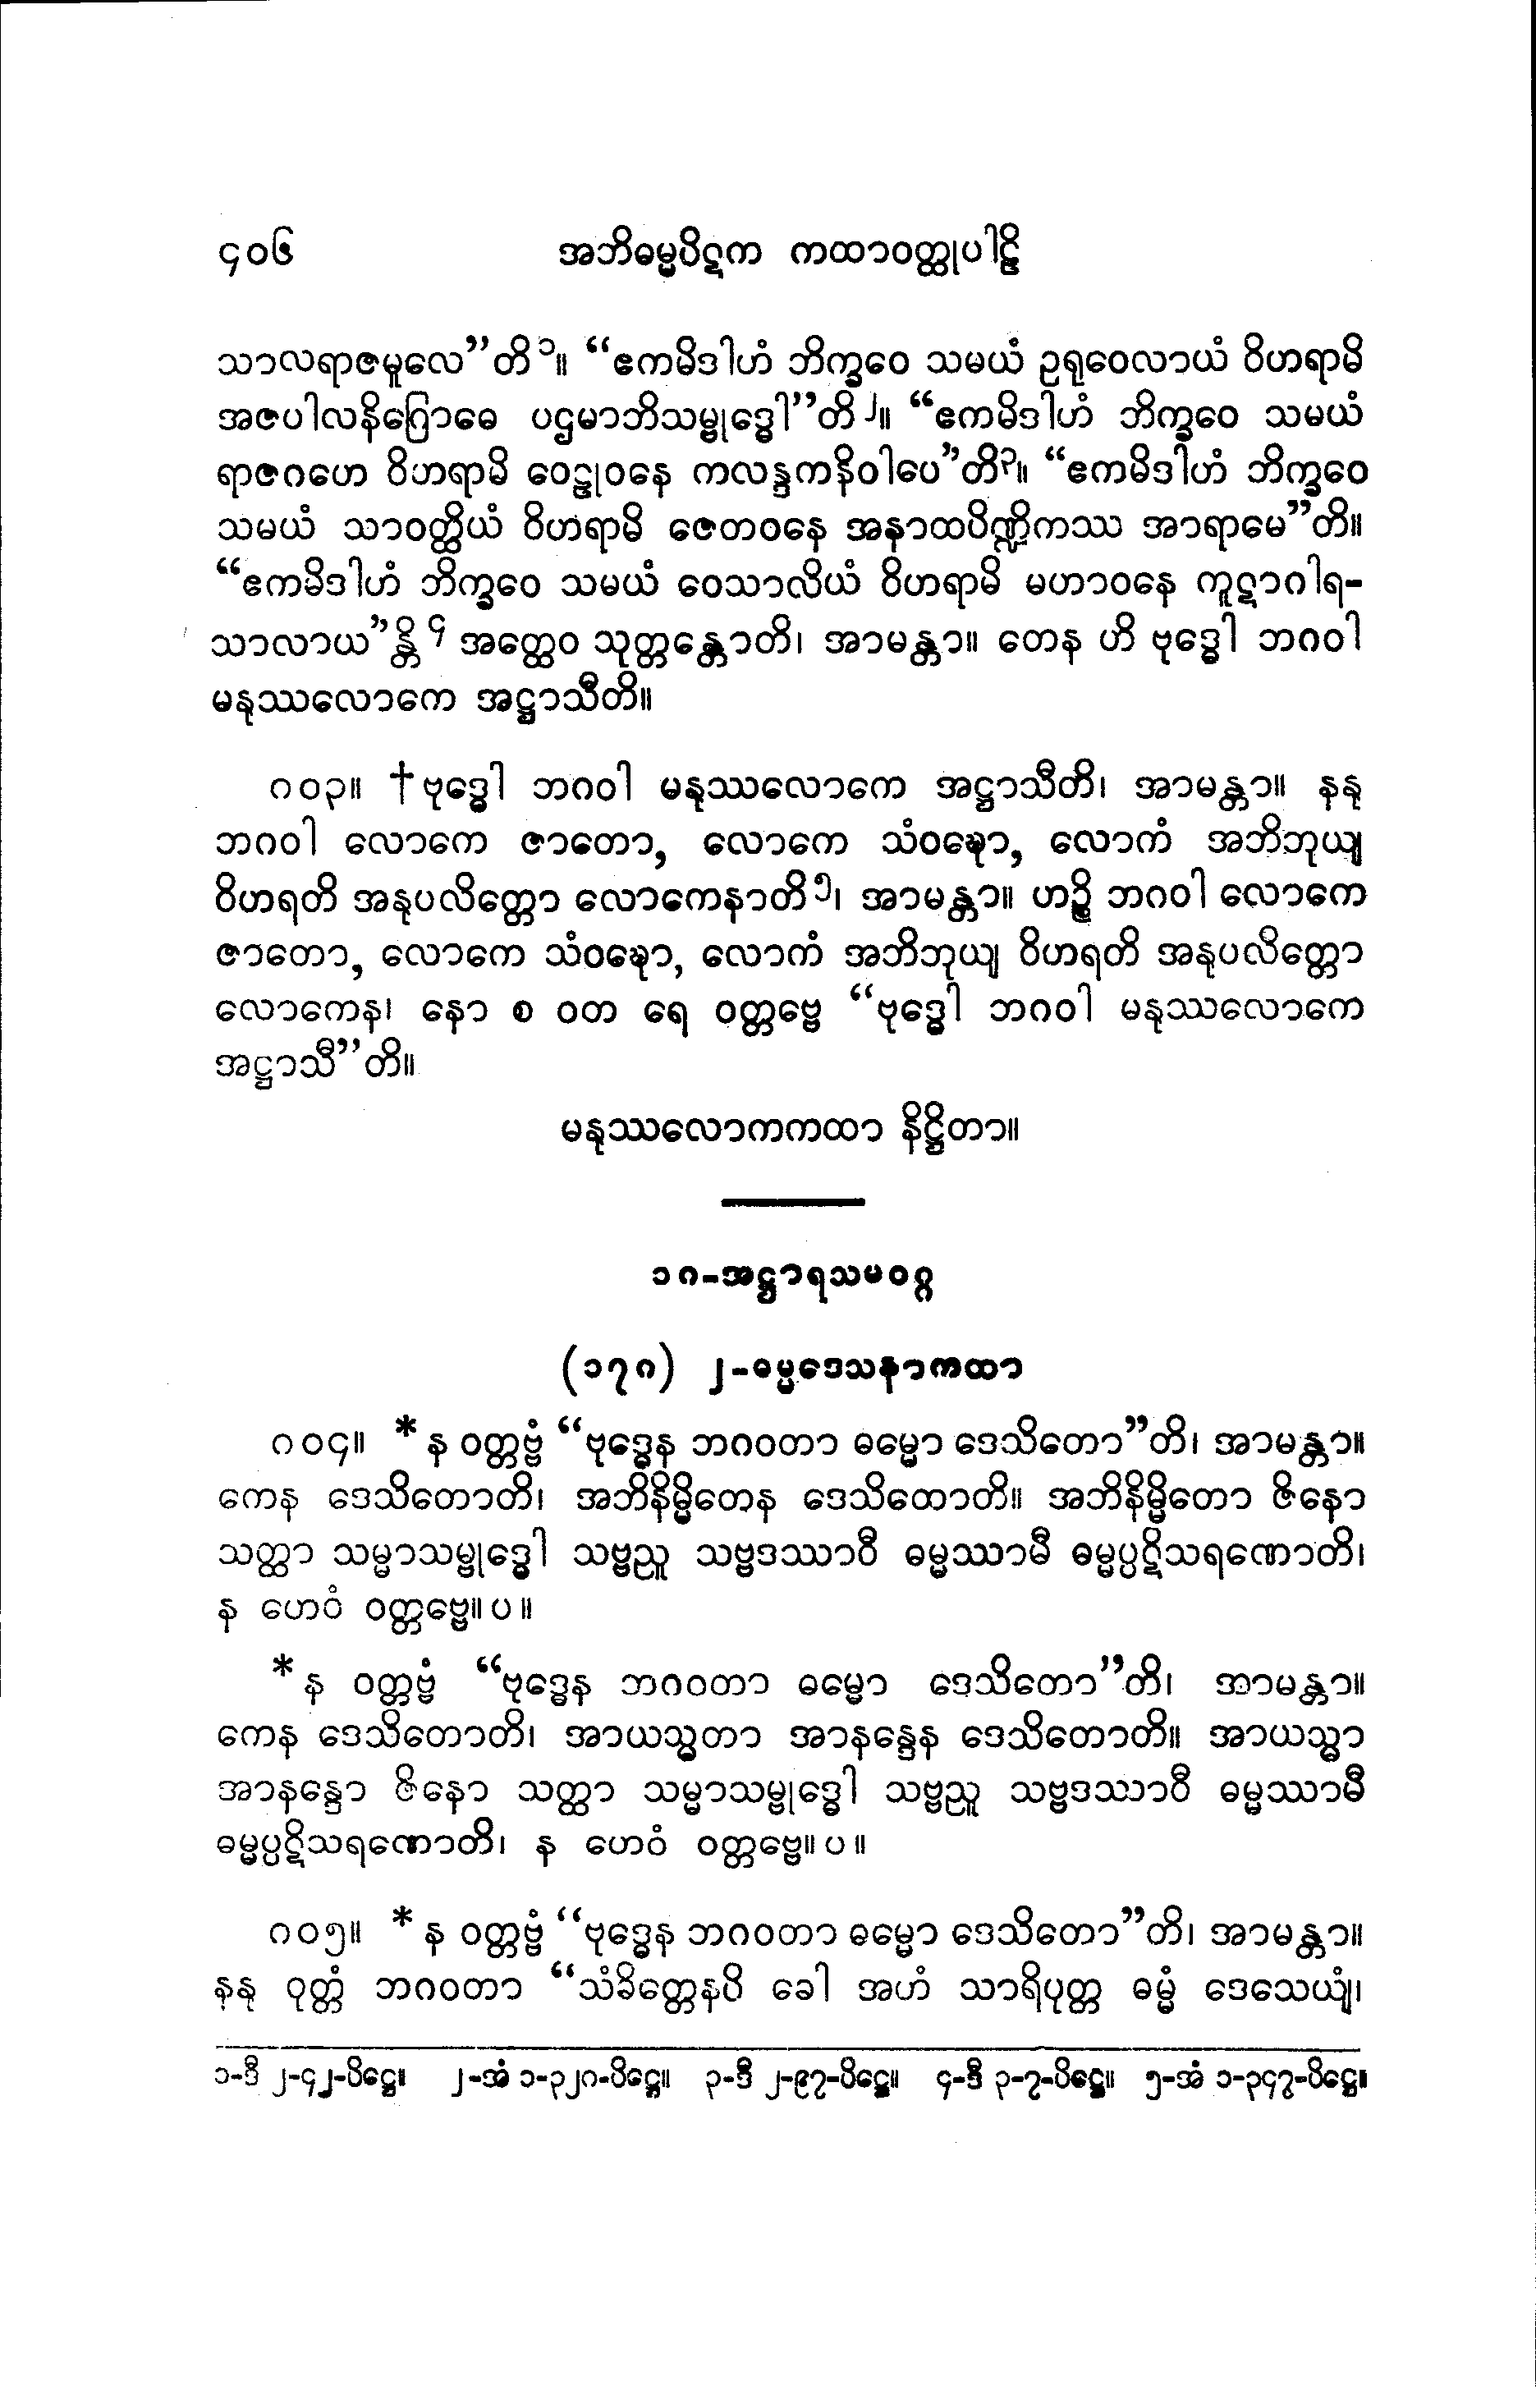 ၄၀၆ အဘိဓမ္မပိဋက ကထာဝတ္ထုပါဠိ
သာလရာဇမူလေ”တိ၁။ “ဧကမိဒါဟံ ဘိက္ခဝေ သမယံ ဥရုဝေလာယံ ဝိဟရာမိ
အဇပါလနိဂြောဓေ ပဌမာဘိသမ္ဗုဒ္ဓေါ”တိ၂။ “ဧကမိဒါဟံ ဘိက္ခဝေ သမယံ
ရာဇဂဟေ ဝိဟရာမိ ဝေဠုဝနေ ကလန္ဒကနိဝါပေ”တိ၃။ “ဧကမိဒါဟံ ဘိက္ခဝေ
သမယံ သာဝတ္ထိယံ ဝိဟရာမိ ဇေတဝနေ အနာထပိဏ္ဍိကဿ အာရာမေ”တိ။
“ဧကမိဒါဟံ ဘိက္ခဝေ သမယံ ဝေသာလိယံ ဝိဟရာမိ မဟာဝနေ ကူဋာဂါရ-
သာလာယ”န္တိ၄ အတ္ထေဝ သုတ္တန္တောတိ၊ အာမန္တာ။ တေန ဟိ ဗုဒ္ဓေါ ဘဂဝါ
မနုဿလောကေ အဋ္ဌာသီတိ။
၈၀၃။ †ဗုဒ္ဓေါ ဘဂဝါ မနုဿလောကေ အဋ္ဌာသီတိ၊ အာမန္တာ။ နနု
ဘဂဝါ လောကေ ဇာတော, လောကေ သံဝဍ္ဎော, လောကံ အဘိဘုယျ
ဝိဟရတိ အနုပလိတ္တော လောကေနာတိ၅၊ အာမန္တာ။ ဟဉ္စိ ဘဂဝါ လောကေ
ဇာတော, လောကေ သံဝဍ္ဎော, လောကံ အဘိဘုယျ ဝိဟရတိ အနုပလိတ္တော
လောကေန၊ နော စ ဝတ ရေ ဝတ္တဗ္ဗေ “ဗုဒ္ဓေါ ဘဂဝါ မနုဿလောကေ
အဋ္ဌာသီ”တိ။
မနုဿလောကကထာ နိဋ္ဌိတာ။
၁၈-အဋ္ဌာရသမဝဂ္ဂ
(၁၇၈) ၂-ဓမ္မဒေသနာကထာ
၈၀၄။ *န ဝတ္တဗ္ဗံ “ဗုဒ္ဓေန ဘဂဝတာ ဓမ္မော ဒေသိတော”တိ၊ အာမန္တာ။
ကေန ဒေသိတောတိ၊ အဘိနိမ္မိတေန ဒေသိထောတိ။ အဘိနိမ္မိတော ဇိနော
သတ္ထာ သမ္မာသမ္ဗုဒ္ဓေါ သဗ္ဗညူ သဗ္ဗဒဿာဝီ ဓမ္မဿာမီ ဓမ္မပ္ပဋိသရဏောတိ၊
န ဟေဝံ ဝတ္တဗ္ဗေ။ပ။
*န ဝတ္တဗ္ဗံ “ဗုဒ္ဓေန ဘဂဝတာ ဓမ္မော ဒေသိတော”တိ၊ အာမန္တာ။
ကေန ဒေသိတောတိ၊ အာယသ္မတာ အာနန္ဒေန ဒေသိတောတိ။ အာယသ္မာ
အာနန္ဒော ဇိနော သတ္ထာ သမ္မာသမ္ဗုဒ္ဓေါ သဗ္ဗညူ သဗ္ဗဒဿာဝီ ဓမ္မဿာမီ
ဓမ္မပ္ပဋိသရဏောတိ၊ န ဟေဝံ ဝတ္တဗ္ဗေ။ပ။
၈၀၅။ *န ဝတ္တဗ္ဗံ “ဗုဒ္ဓေန ဘဂဝတာ ဓမ္မော ဒေသိတော”တိ၊ အာမန္တာ။
နနု ဝုတ္တံ ဘဂဝတာ “သံခိတ္တေနပိ ခေါ အဟံ သာရိပုတ္တ ဓမ္မံ ဒေသေယျံ၊
၁-ဒီ ၂-၄၂-ပိဋ္ဌေ။ ၂-အံ ၁-၃၂၈-ပိဋ္ဌေ။ ၃-ဒီ ၂-၉၇-ပိဋ္ဌေ။ ၄-ဒီ ၃-၇-ပိဋ္ဌေ။ ၅-အံ ၁-၃၄၇-ပိဋ္ဌေ။